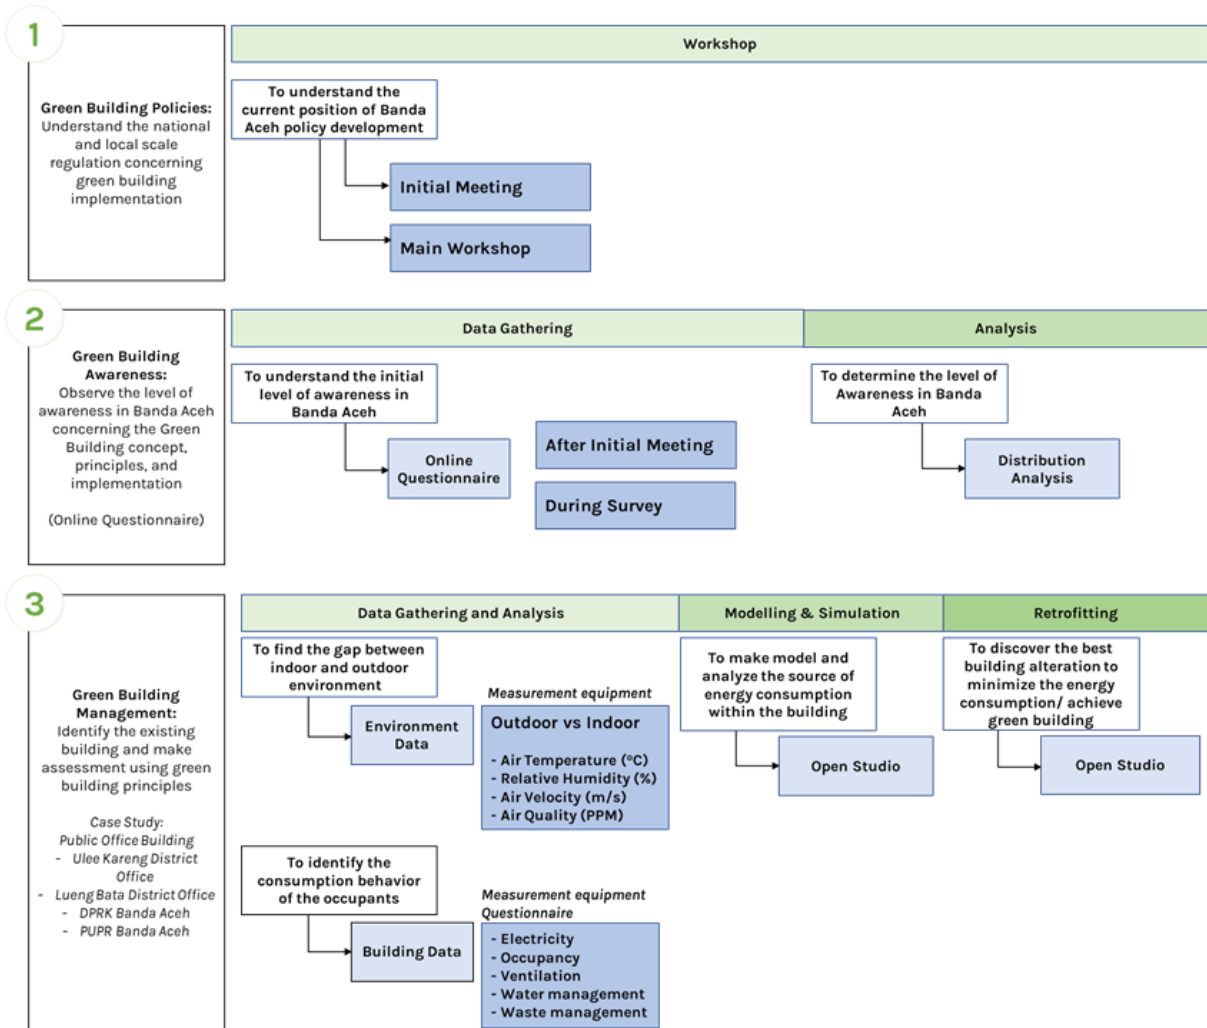 1
Workshop
Green Building Policies:
Understand the national
and local scale
regulation concerning
green building
implementation
To understand the
current position of Banda
Aceh policy development
Initial Meeting
Main Workshop
2
Data Gathering
Analysis
Green Building
Awareness:
Observe the level of
awareness in Banda Aceh
concerning the Green
Building concept,
principles, and
implementation
(Online Questionnaire)
To understand the initial
level of awareness in
Banda Aceh
Online
Questionnaire
After Initial Meeting
During Survey
To determine the level of
Awareness in Banda
Aceh
Distribution
Analysis
3
Data Gathering and Analysis
Modelling & Simulation
Retrofitting
Green Building
Management:
Identify the existing
building and make
assessment using green
building principles
Case Study:
Public Office Building
- Ulee Kareng District
Office
- Lueng Bata District Office
- DPRK Banda Aceh
- PUPR Banda Aceh
To find the gap between
indoor and outdoor
environment
Environment
Data
Measurement equipment
Outdoor vs Indoor
- Air Temperature (°C)
- Relative Humidity (%)
- Air Velocity (m/s)
- Air Quality (PPM)
To identify the
consumption behavior
of the occupants
Building Data
Measurement equipment
Questionnaire
- Electricity
- Occupancy
- Ventilation
- Water management
- Waste management
To make model and
analyze the source of
energy consumption
within the building
Open Studio
To discover the best
building alteration to
minimize the energy
consumption/ achieve
green building
Open Studio